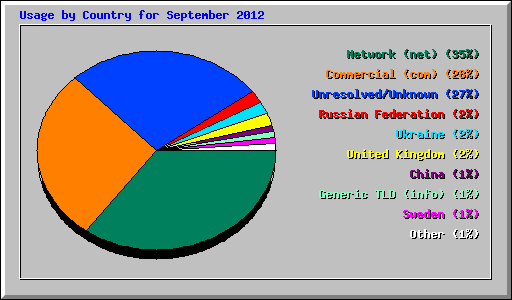 Usage by Country for September 2012
Network (net) (35%)
Commercial (com) (28%)
Unresolved/Unknown (27%)
Russian Federation (2%)
Ukraine (2%)
United Kingdom (2%)
China (1%)
Generic TLD (info) (1%)
Sweden (1%)
Other (1%)